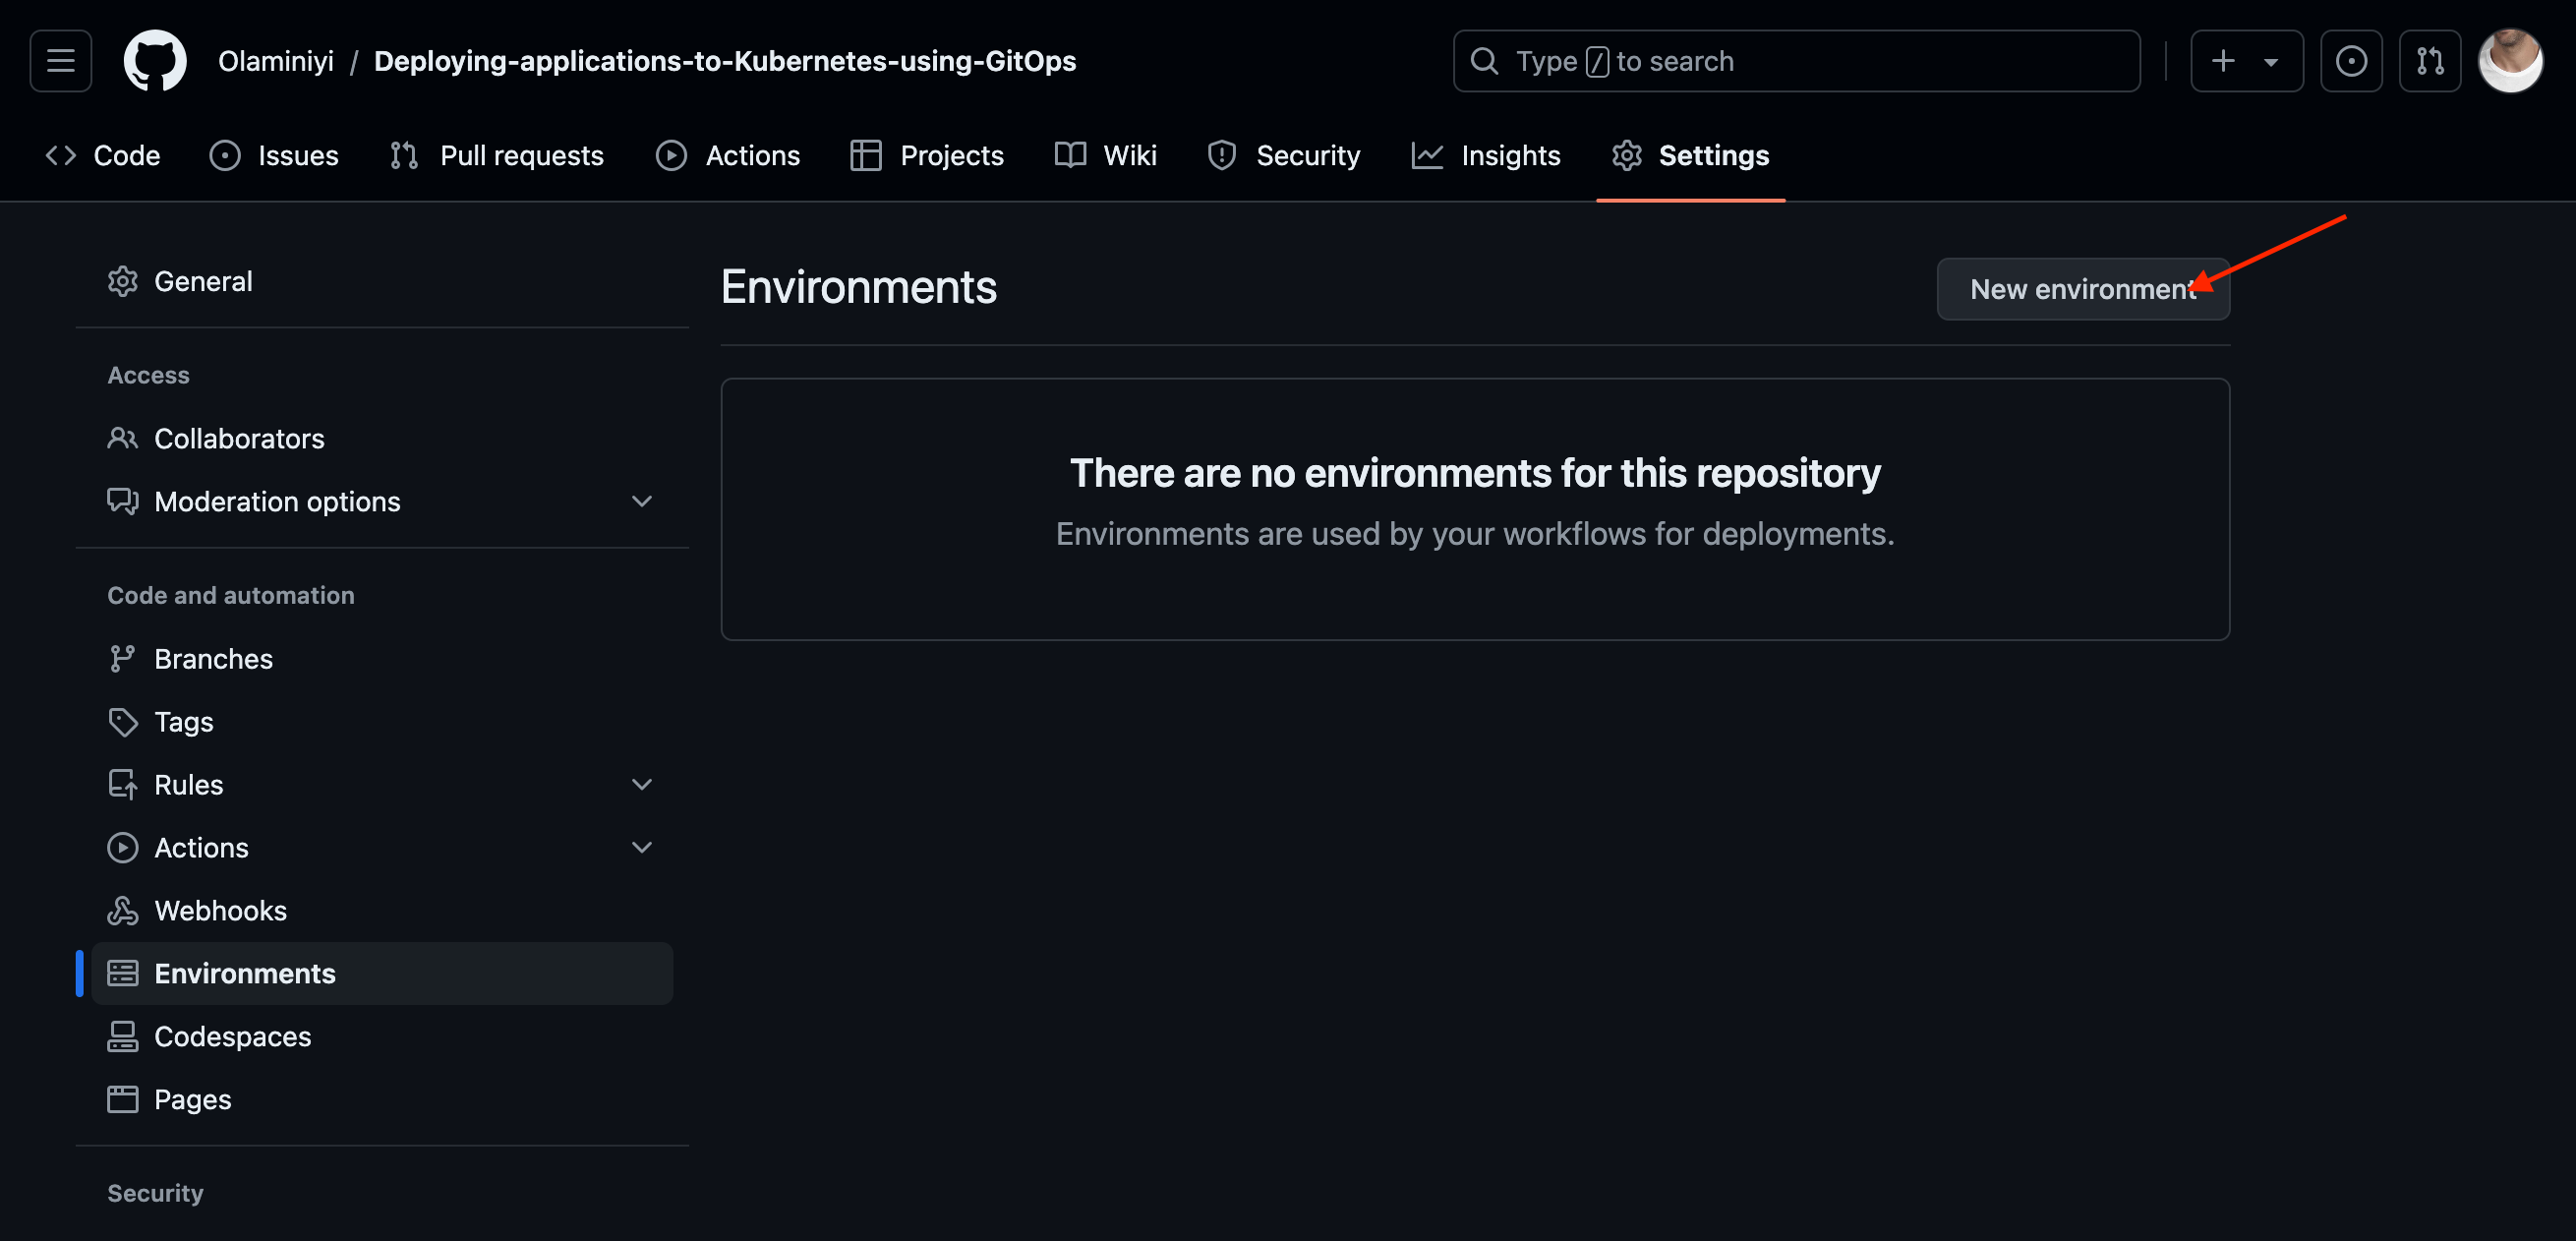 Olaminiyi / Deploying-applications-to-Kubernetes-using-GitOps
Type / to search
Code Issues Pull requests Actions Projects Wiki Security Insights Settings
General
Access
Collaborators
Moderation options
Code and automation
Branches
Tags
Rules
Actions
Webhooks
Environments
Codespaces
Pages
Security
Environments
New environment
There are no environments for this repository
Environments are used by your workflows for deployments.